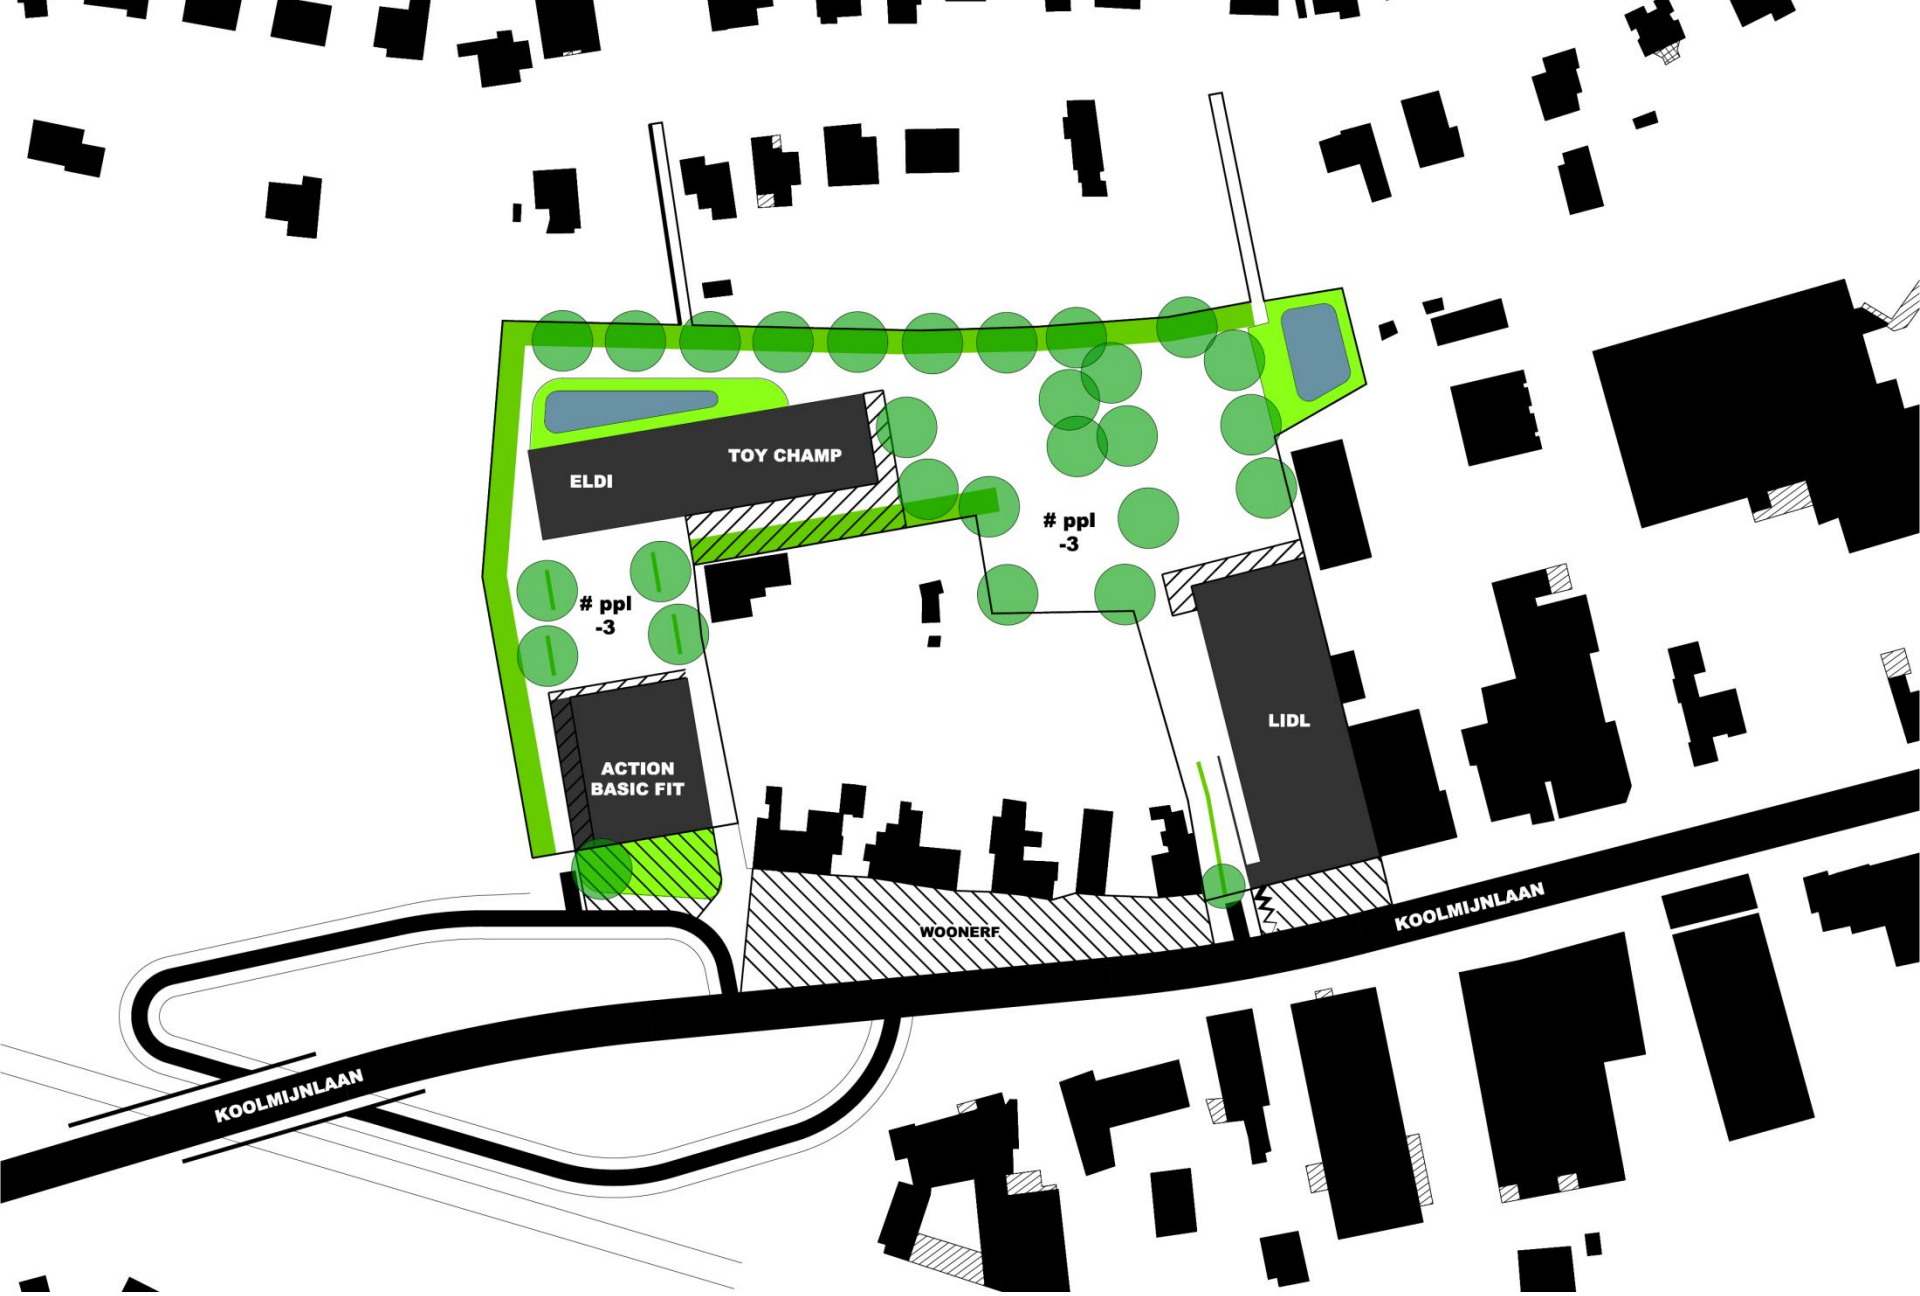 TOY CHAMP
ELDI
# ppl
-3
# ppl
-3
LIDL
ACTION
BASIC FIT
WOONERF
KOOLMIJNLAAN
KOOLMIJNLAAN